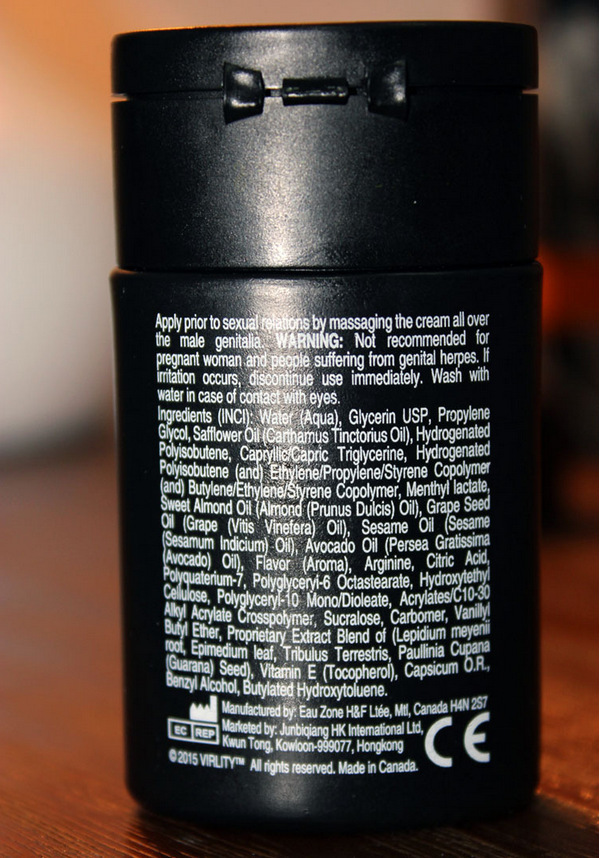 Apply prior to sexual relations by massaging the cream all over
the male genitalia. WARNING: Not recommended for
pregnant woman and people suffering from genital herpes. If
irritation occurs, discontinue use immediately. Wash with
water in case of contact with eyes.
Ingredients (INCI): Water (Aqua), Glycerin USP, Propylene
Glycol, Safflower Oil (Carthamus Tinctorius Oil), Hydrogenated
Polyisobutene, Caprylic/Capric Triglycerine, Hydrogenated
Polyisobutene (and) Ethylene/Propylene/Styrene Copolymer
(and) Butylene/Ethylene/Styrene Copolymer, Menthyl lactate,
Sweet Almond Oil (Almond (Prunus Dulcis) Oil), Grape Seed
Oil (Grape (Vitis Vinefera) Oil), Sesame Oil (Sesame
(Sesamum Indicium) Oil), Avocado Oil (Persea Gratissima
(Avocado) Oil), Flavor (Aroma), Arginine, Citric Acid,
Polyquaterium-7, Polyglyceryl-6 Octastearate, Hydroxytethyl
Cellulose, Polyglyceryl-10 Mono/Dioleate, Acrylates/C10-30
Alkyl Acrylate Crosspolymer, Sucralose, Carbomer, Vanillyl
Butyl Ether, Proprietary Extract Blend of (Lepidium meyenii
root, Epimedium leaf, Tribulus Terrestris, Paullinia Cupana
(Guarana) Seed), Vitamin E (Tocopherol), Capsicum O.R.,
Benzyl Alcohol, Butylated Hydroxytoluene.
Manufactured by: Eau Zone H&F Ltée, Mtl, Canada H4N 2S7
EC REP Marketed by: Junbiqiang HK International Ltd,
Kwun Tong, Kowloon-999077, Hongkong
CE
©2015 VIRLITY™ All rights reserved. Made in Canada.